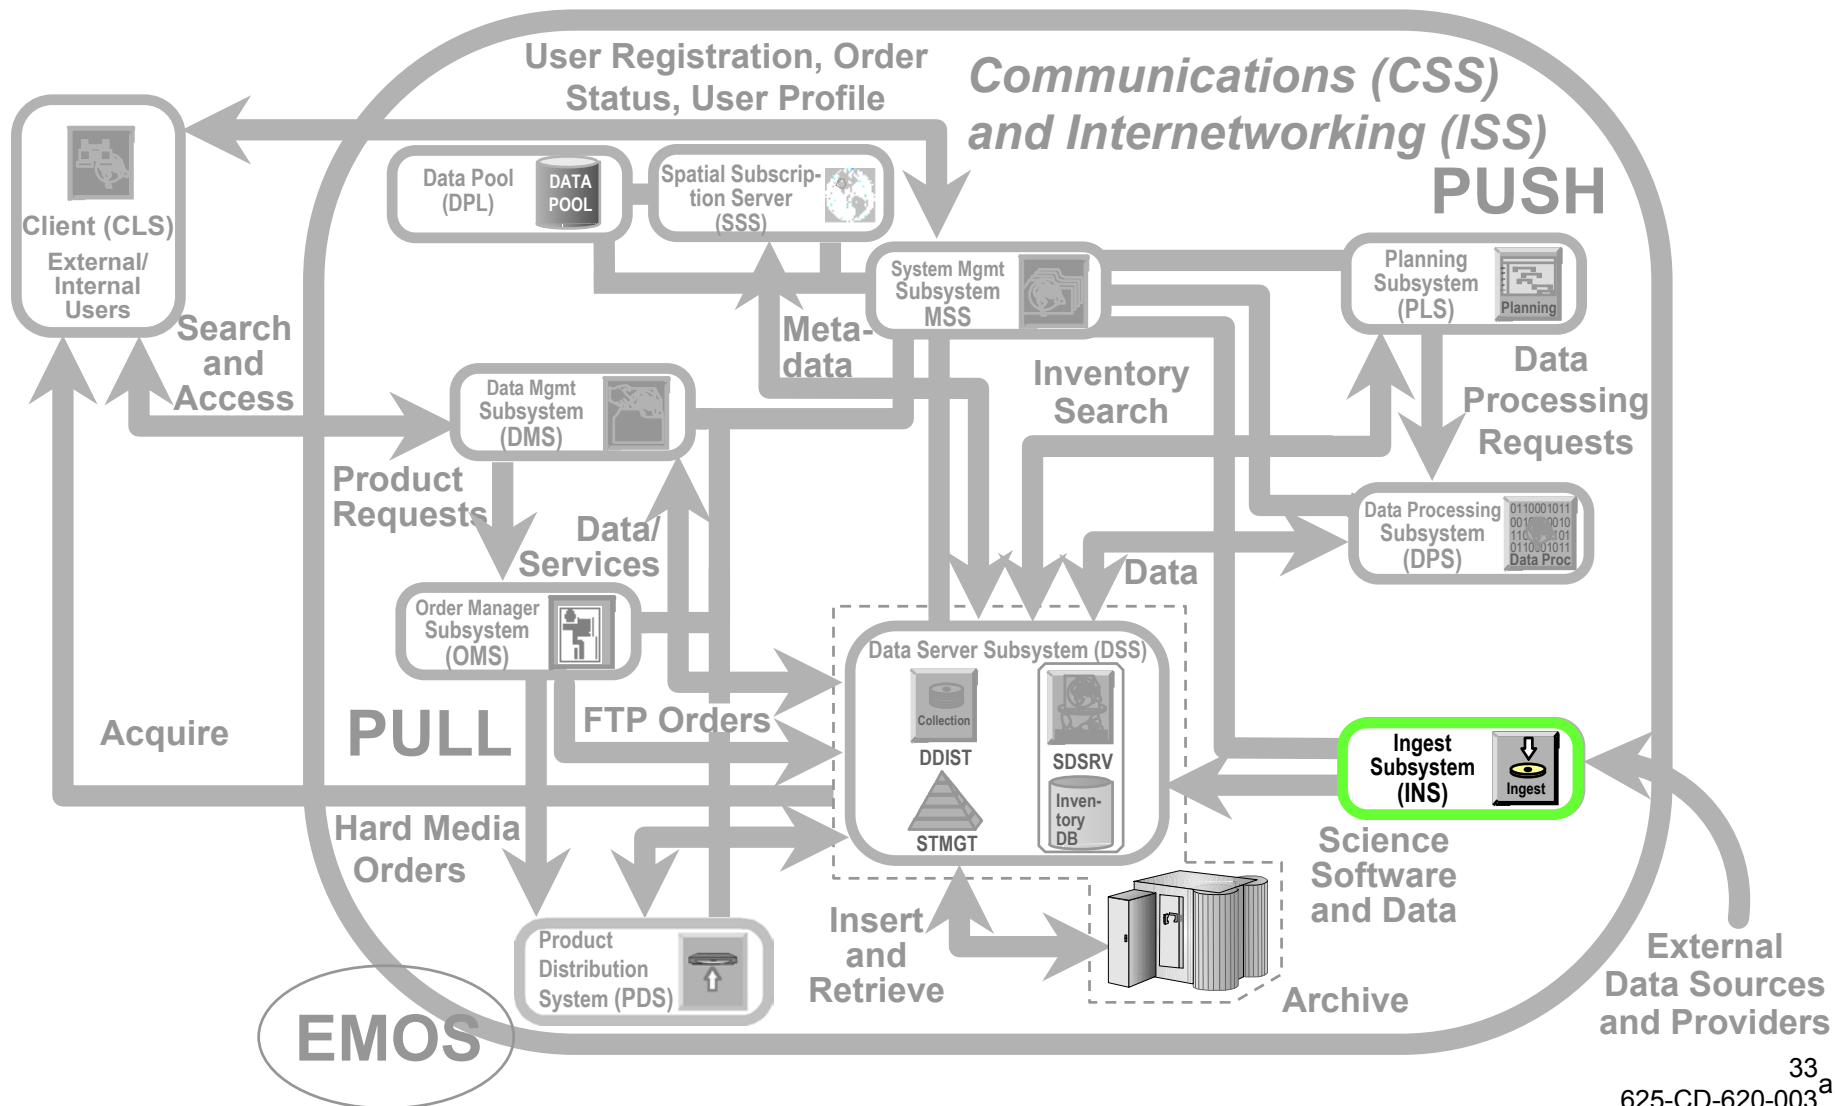 User Registration, Order
Status, User Profile
Communications (CSS)
and Internetworking (ISS)
PUSH
Client (CLS)
External/
Internal
Users
Data Pool
(DPL)
DATA
POOL
Spatial Subscrip-
tion Server
(SSS)
System Mgmt
Subsystem
MSS
Planning
Subsystem
(PLS)
Planning
Search
and
Access
Meta-
data
Data Mgmt
Subsystem
(DMS)
Inventory
Search
Data
Processing
Requests
Product
Requests
Data/
Services
Data Processing
Subsystem
(DPS)
0110001011
0110001011
Data Proc
Data
Order Manager
Subsystem
(OMS)
Data Server Subsystem (DSS)
Collection
DDIST
SDSRV
STMGT
Inven-
tory
DB
Acquire
PULL
FTP Orders
Ingest
Subsystem
(INS)
Ingest
Hard Media
Orders
Science
Software
and Data
Product
Distribution
System (PDS)
Insert
and
Retrieve
Archive
External
Data Sources
and Providers
EMOS
33
a
625-CD-620-003